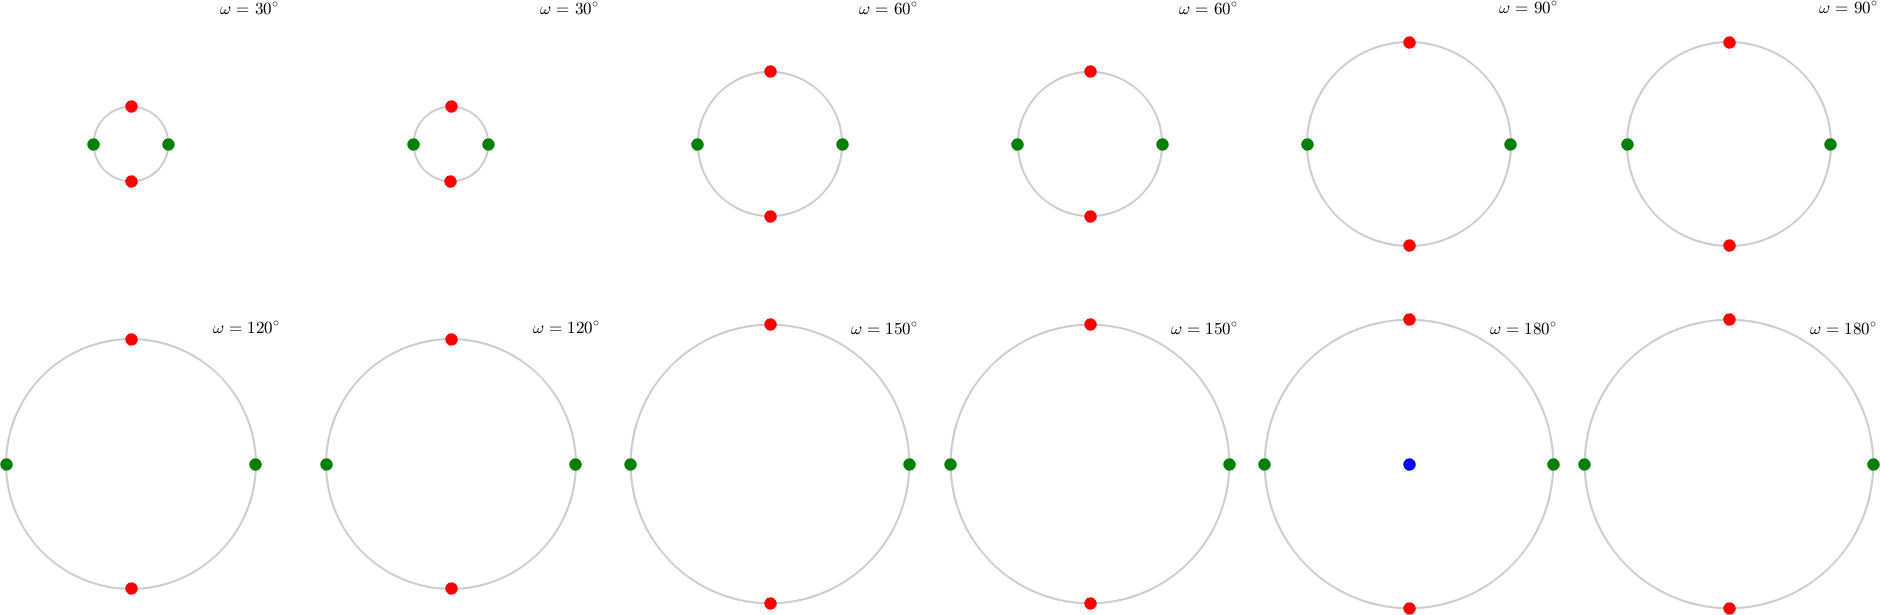 ω = 30°
ω = 30°
ω = 60°
ω = 60°
ω = 90°
ω = 90°
ω = 120°
ω = 120°
ω = 150°
ω = 150°
ω = 180°
ω = 180°